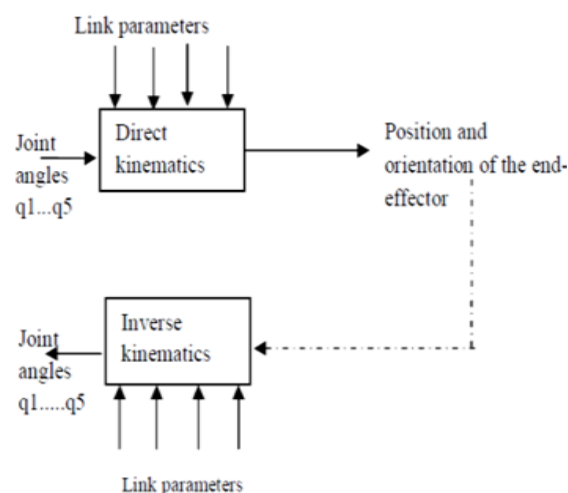 Link parameters
Direct
kinematics
Joint
angles
q1...q5
Position and
orientation of the end-
effector
Inverse
kinematics
Joint
angles
q1.....q5
Link parameters